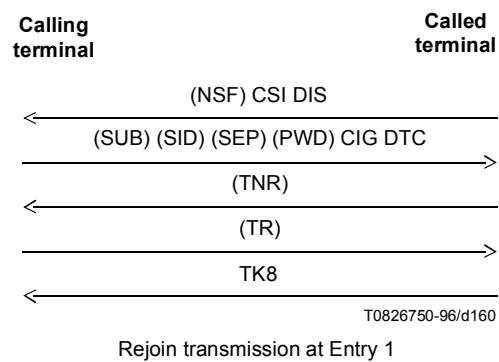 Calling
terminal
Called
terminal
(NSF) CSI DIS
(SUB) (SID) (SEP) (PWD) CIG DTC
(TNR)
(TR)
TK8
T0826750-96/d160
Rejoin transmission at Entry 1